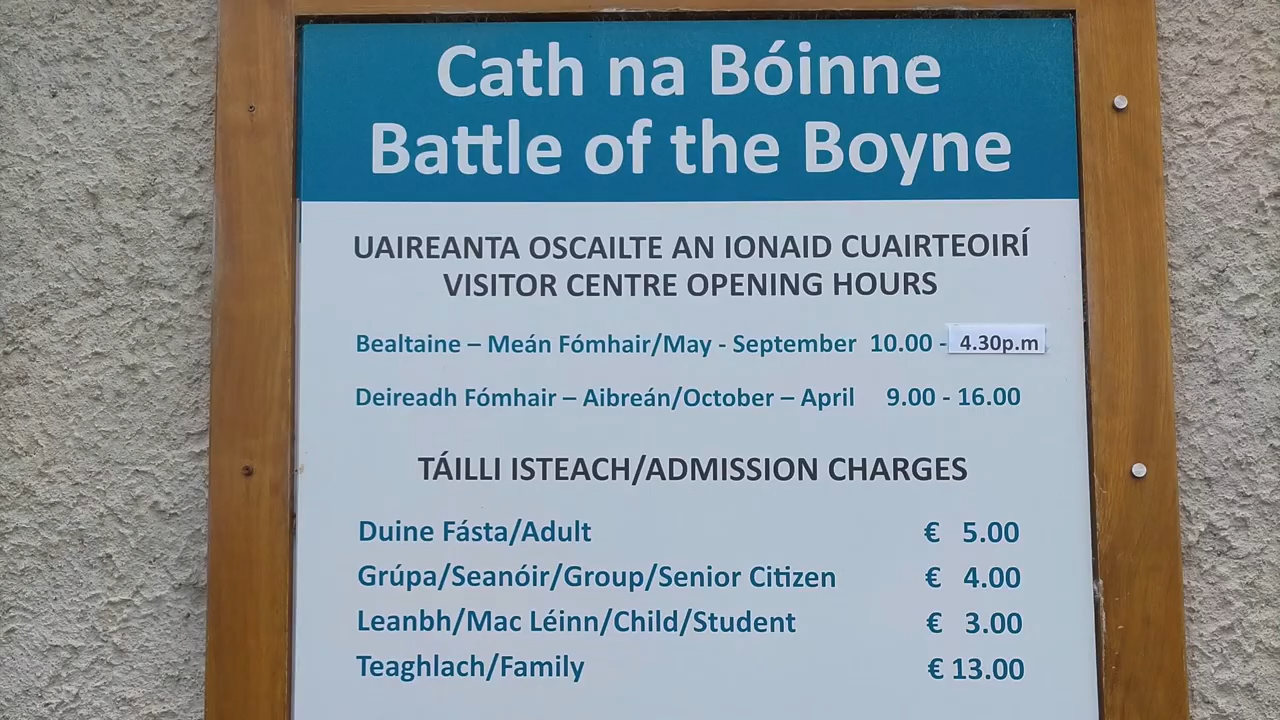 Cath na Bóinne
Battle of the Boyne
UAIREANTA OSCAILTE AN IONAID CUAIRTEOIRÍ
VISITOR CENTRE OPENING HOURS
Bealtaine – Meán Fómhair/May - September 10.00 - 4.30p.m
Deireadh Fómhair – Aibreán/October – April 9.00 - 16.00
TÁILLI ISTEACH/ADMISSION CHARGES
Duine Fásta/Adult € 5.00
Grúpa/Seanóir/Group/Senior Citizen € 4.00
Leanbh/Mac Léinn/Child/Student € 3.00
Teaghlach/Family € 13.00